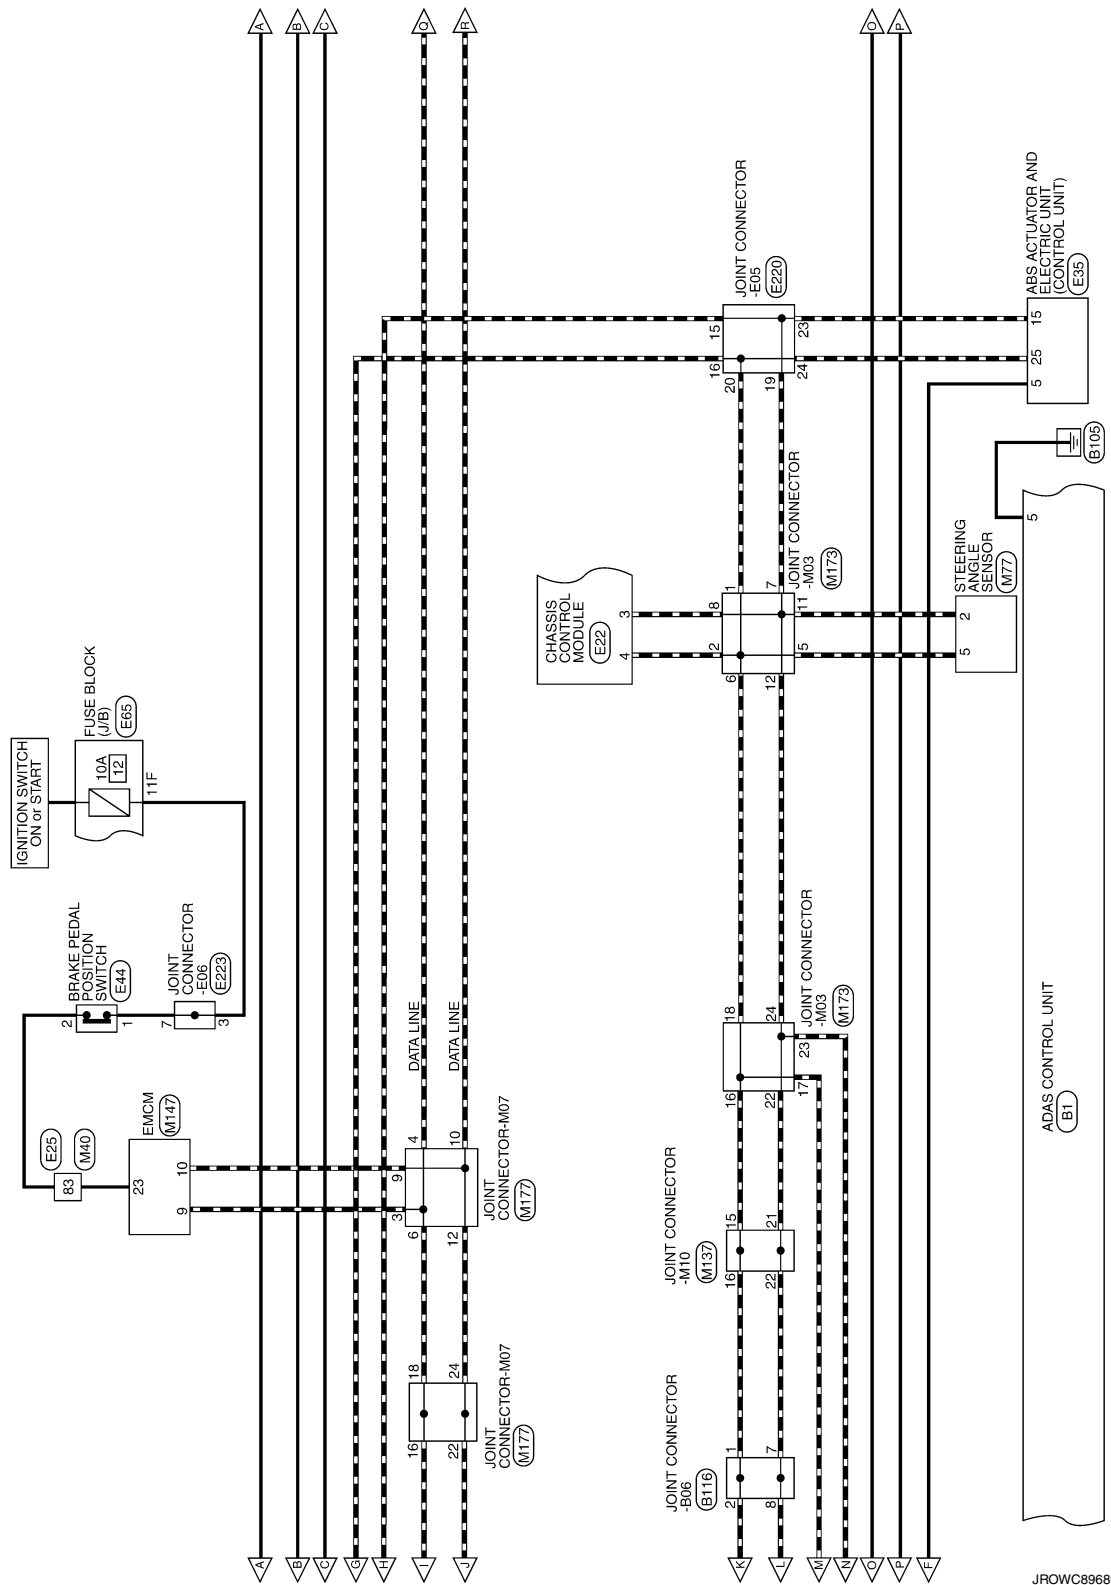 A
B
C
Q
R
O
P
JOINT CONNECTOR
-E05
E220
15
16
20
19
23
24
ABS ACTUATOR AND
ELECTRIC UNIT
(CONTROL UNIT)
E35
15
25
5
B105
5
JOINT CONNECTOR
-M03
M173
1
7
8
2
11
5
6
12
CHASSIS
CONTROL
MODULE
E22
3
4
STEERING
ANGLE
SENSOR
M77
2
5
IGNITION SWITCH
ON or START
FUSE BLOCK
(J/B)
E65
10A
12
11F
BRAKE PEDAL
POSITION
SWITCH
E44
2
1
JOINT
CONNECTOR
-E06
E223
7
3
DATA LINE
DATA LINE
JOINT CONNECTOR
-M03
M173
18
24
16
22
23
17
E25
M40
83
EMCM
M147
23
10
9
JOINT
CONNECTOR-M07
M177
4
10
9
3
6
12
JOINT CONNECTOR
-M10
M137
15
21
16
22
ADAS CONTROL UNIT
B1
JOINT
CONNECTOR-M07
M177
18
24
16
22
JOINT CONNECTOR
-B06
B116
1
7
2
8
A
B
C
G
H
I
J
K
L
M
N
O
P
F
JROWC8968